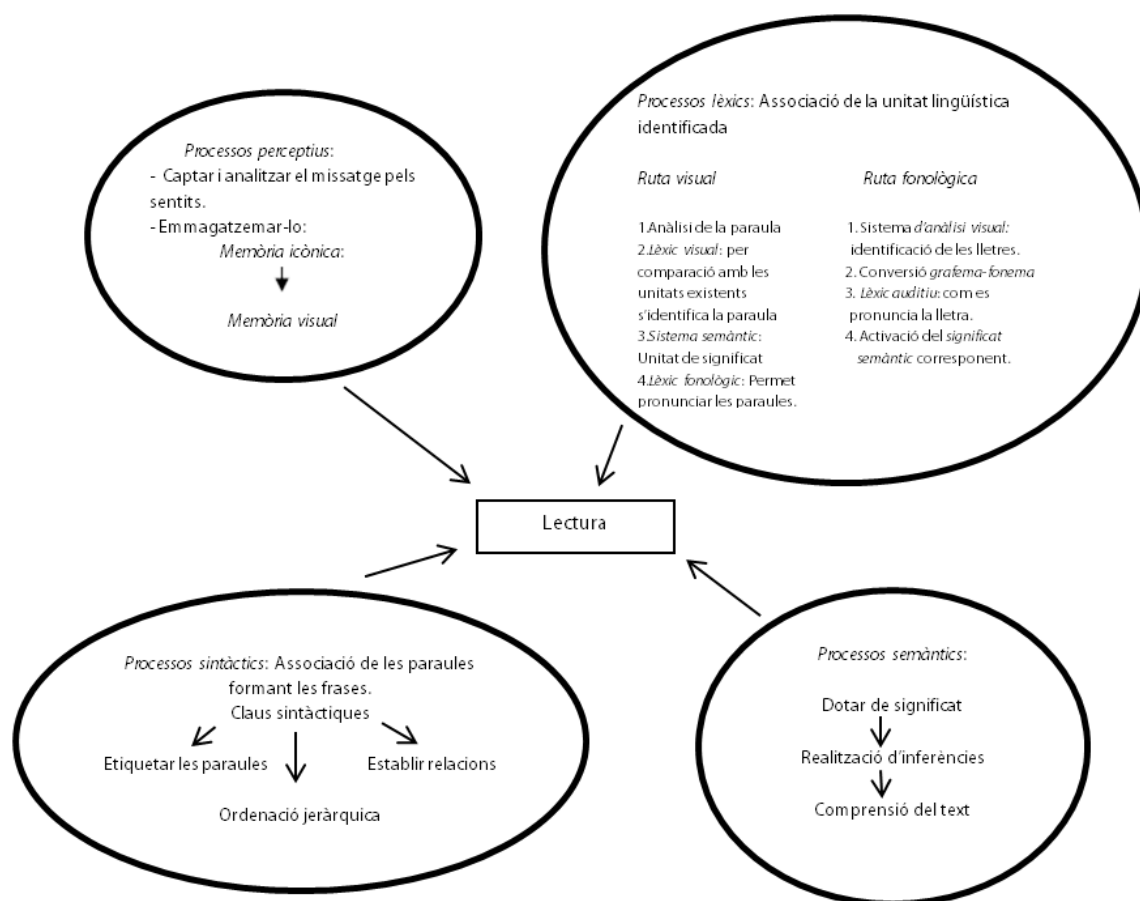 Processos perceptius:
- Captar i analitzar el missatge pels
sentits.
- Emmagatzemar-lo:
Memòria icònica:
Memòria visual
Processos lèxics: Associació de la unitat lingüística
identificada
Ruta visual
1.Anàlisi de la paraula
2.Lèxic visual: per
comparació amb les
unitats existents
s'identifica la paraula
3.Sistema semàntic:
Unitat de significat
4.Lèxic fonològic: Permet
pronunciar les paraules.
Ruta fonològica
1. Sistema d'anàlisi visual:
identificació de les lletres.
2. Conversió grafema-fonema
3. Lèxic auditiu: com es
pronuncia la lletra.
4. Activació del significat
semàntic corresponent.
Lectura
Processos sintàctics: Associació de les paraules
formant les frases.
Claus sintàctiques
Etiquetar les paraules
Establir relacions
Ordenació jeràrquica
Processos semàntics:
Dotar de significat
Realització d'inferències
Comprensió del text